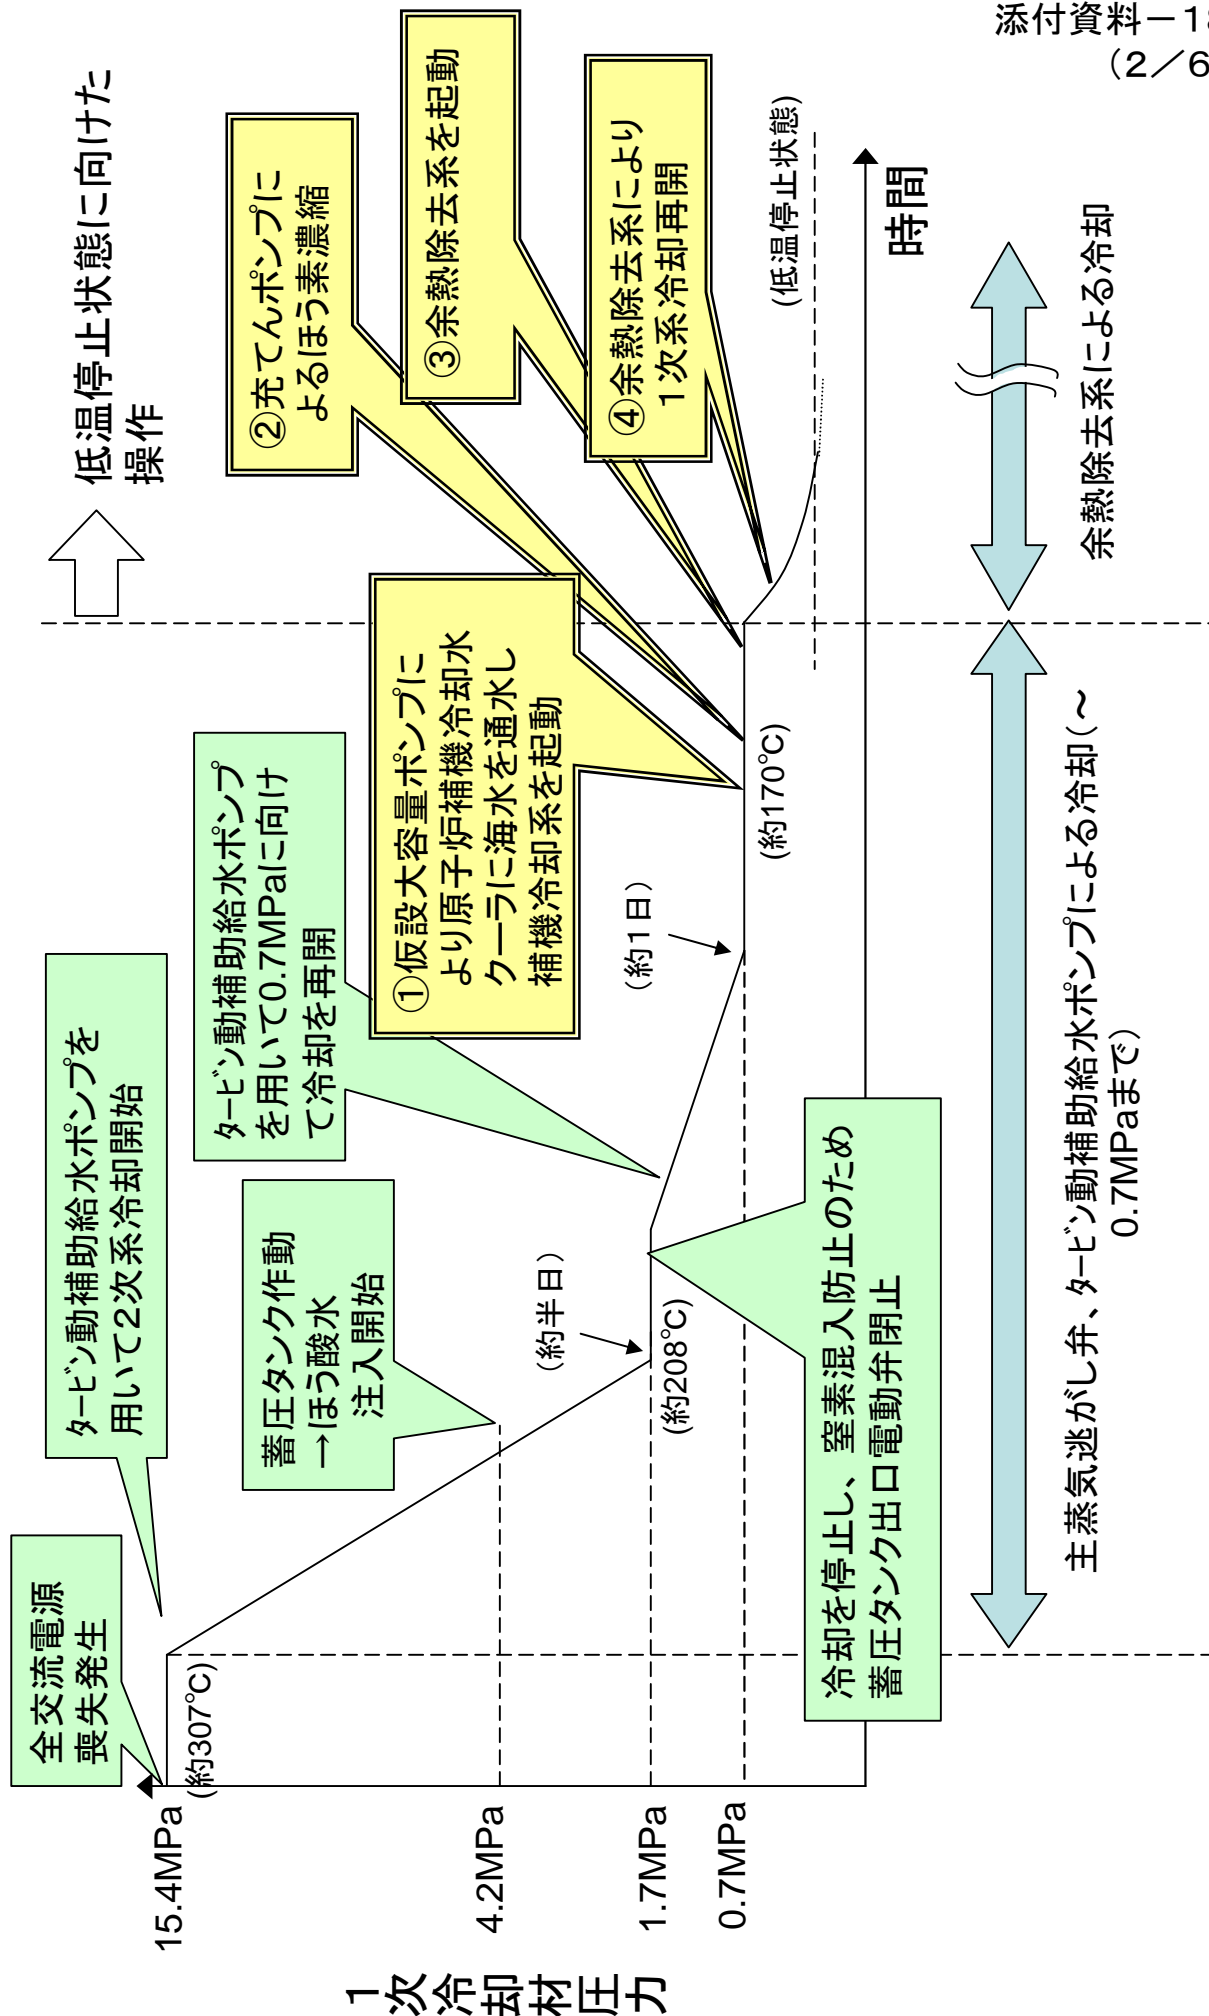 添付資料－18
（2／6
低温停止状態に向けた
操作
全交流電源
喪失発生
タービン動補助給水ポンプを
用いて2次系冷却開始
蓄圧タンク作動
→ほう酸水
注入開始
タービン動補助給水ポンプ
を用いて0.7MPaに向け
て冷却を再開
①仮設大容量ポンプに
より原子炉補機冷却水
クーラに海水を通水し
補機冷却系を起動
②充てんポンプに
よるほう素濃縮
③余熱除去系を起動
④余熱除去系により
1次系冷却再開
冷却を停止し、窒素混入防止のため
蓄圧タンク出口電動弁閉止
1次冷却材圧力
15.4MPa
4.2MPa
1.7MPa
0.7MPa
(約307℃)
(約208℃)
(約170℃)
（約半日）
（約1日）
(低温停止状態)
時間
主蒸気逃がし弁、タービン動補助給水ポンプによる冷却（～
0.7MPaまで）
余熱除去系による冷却